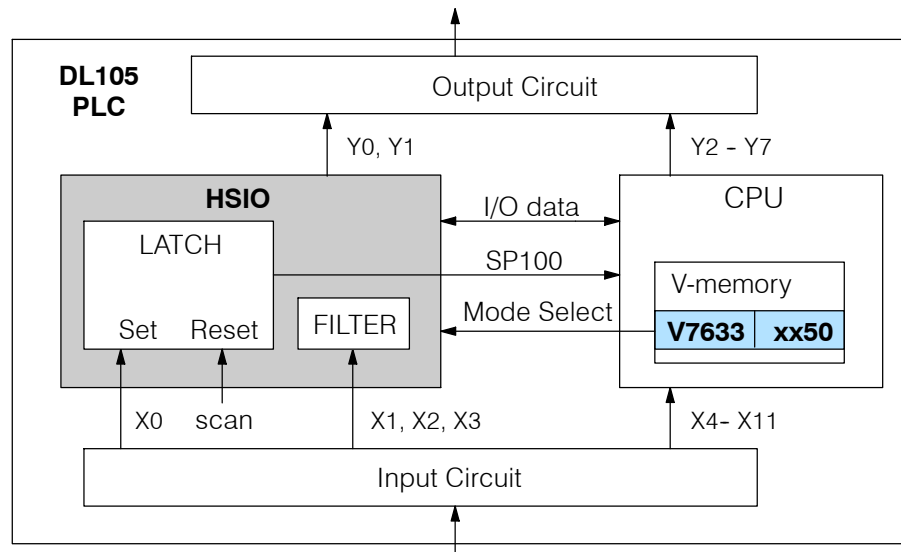 DL105
PLC
Output Circuit
Y0, Y1
Y2 - Y7
HSIO
CPU
I/O data
LATCH
SP100
V-memory
Set Reset
FILTER
Mode Select
V7633 xx50
X0
scan
X1, X2, X3
X4- X11
Input Circuit